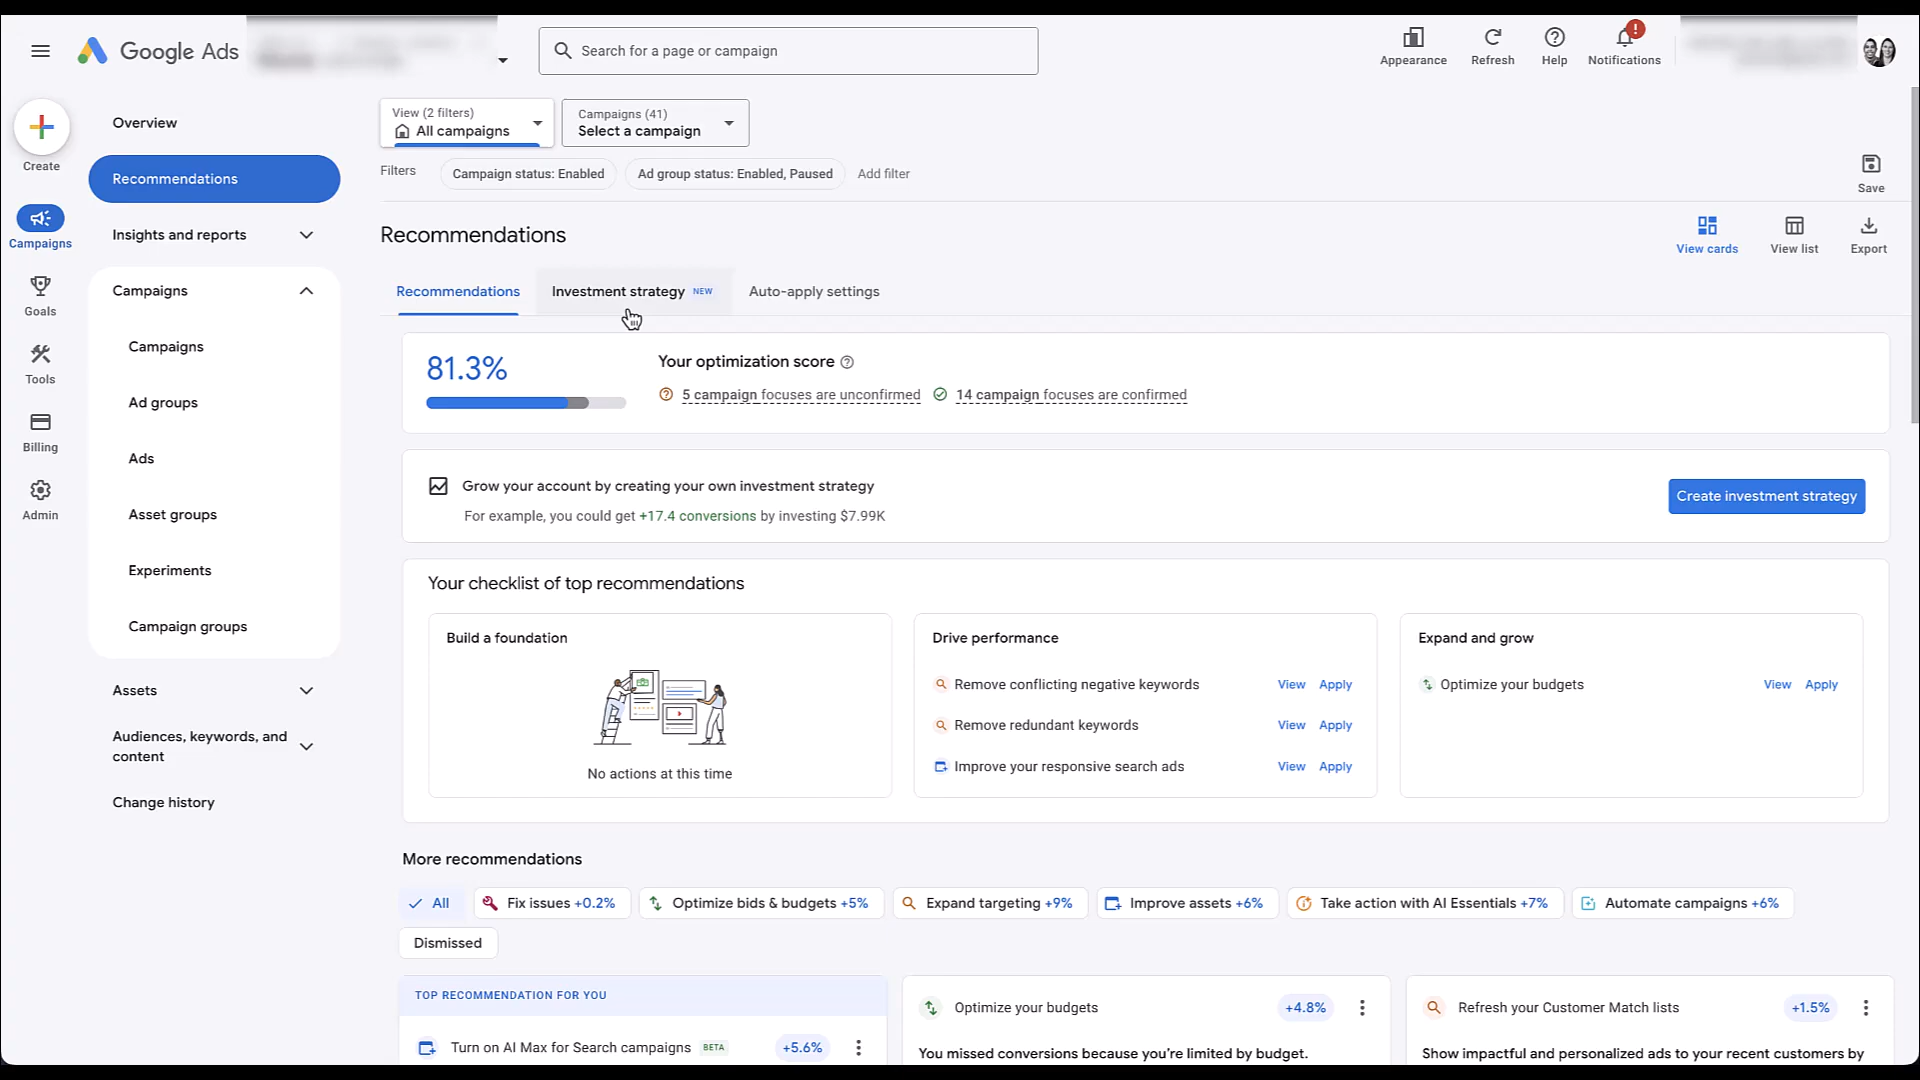 Google Ads
Search for a page or campaign
Appearance
Refresh
Help
!
Notifications
Create
Campaigns
Goals
Tools
Billing
Admin
Overview
Recommendations
Insights and reports
Campaigns
Campaigns
Ad groups
Ads
Asset groups
Experiments
Campaign groups
Assets
Audiences, keywords, and
content
Change history
View (2 filters)
All campaigns
Campaigns (41)
Select a campaign
Filters
Campaign status: Enabled
Ad group status: Enabled, Paused
Add filter
Save
Recommendations
View cards
View list
Export
Recommendations
Investment strategy NEW
Auto-apply settings
81.3%
Your optimization score
5 campaign focuses are unconfirmed
14 campaign focuses are confirmed
Grow your account by creating your own investment strategy
For example, you could get +17.4 conversions by investing $7.99K
Create investment strategy
Your checklist of top recommendations
Build a foundation
No actions at this time
Drive performance
Remove conflicting negative keywords View Apply
Remove redundant keywords View Apply
Improve your responsive search ads View Apply
Expand and grow
Optimize your budgets View Apply
More recommendations
All
Fix issues +0.2%
Optimize bids & budgets +5%
Expand targeting +9%
Improve assets +6%
Take action with AI Essentials +7%
Automate campaigns +6%
Dismissed
TOP RECOMMENDATION FOR YOU
Turn on AI Max for Search campaigns BETA +5.6%
Optimize your budgets +4.8%
You missed conversions because you're limited by budget.
Refresh your Customer Match lists +1.5%
Show impactful and personalized ads to your recent customers by